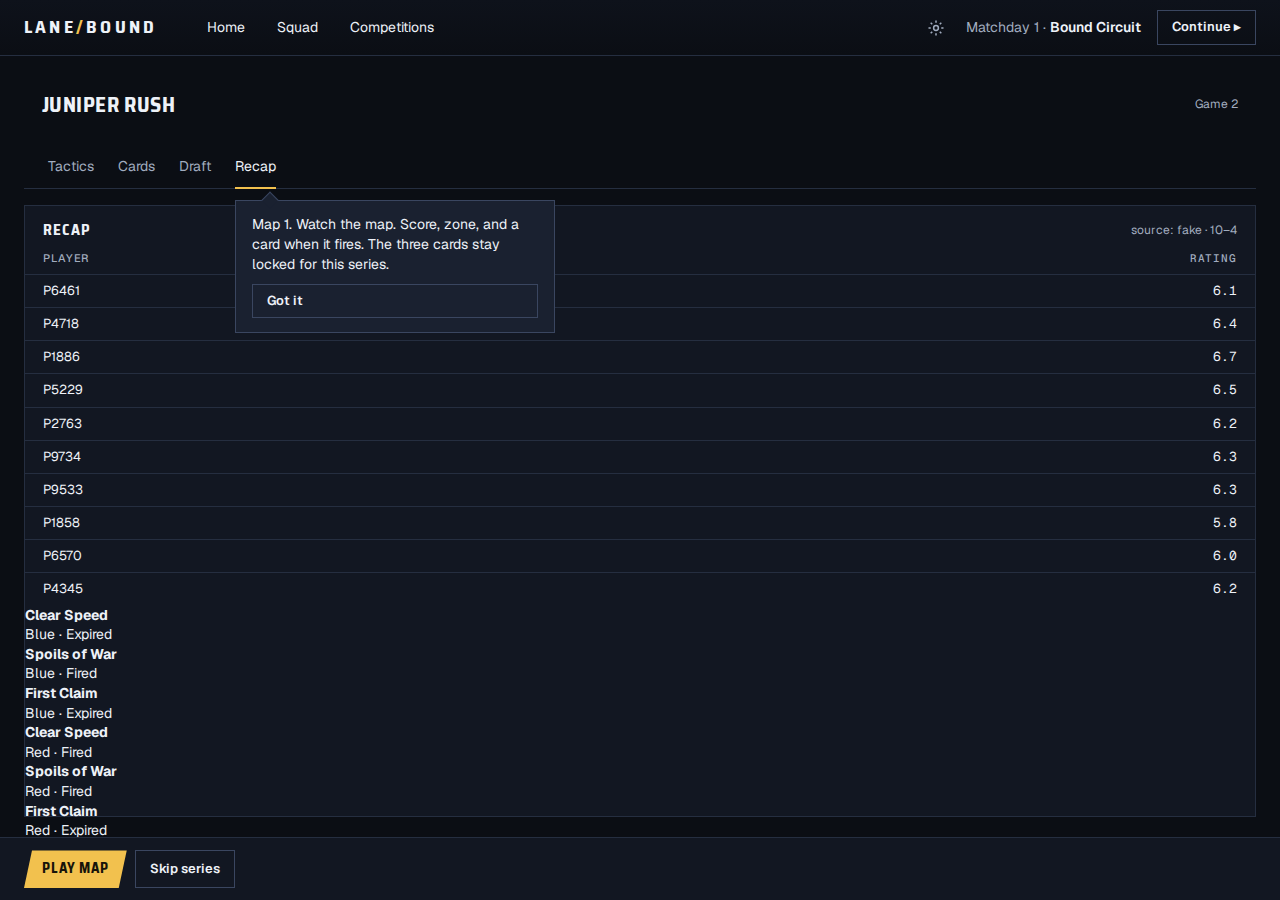 LANE/BOUND
Home
Squad
Competitions
Matchday 1 · Bound Circuit
Continue ▸
JUNIPER RUSH
Game 2
Tactics
Cards
Draft
Recap
Map 1. Watch the map. Score, zone, and a
card when it fires. The three cards stay
locked for this series.
Got it
RECAP
source: fake · 10–4
PLAYER
RATING
P6461 6.1
P4718 6.4
P1886 6.7
P5229 6.5
P2763 6.2
P9734 6.3
P9533 6.3
P1858 5.8
P6570 6.0
P4345 6.2
Clear Speed
Blue · Expired
Spoils of War
Blue · Fired
First Claim
Blue · Expired
Clear Speed
Red · Fired
Spoils of War
Red · Fired
First Claim
Red · Expired
PLAY MAP
Skip series